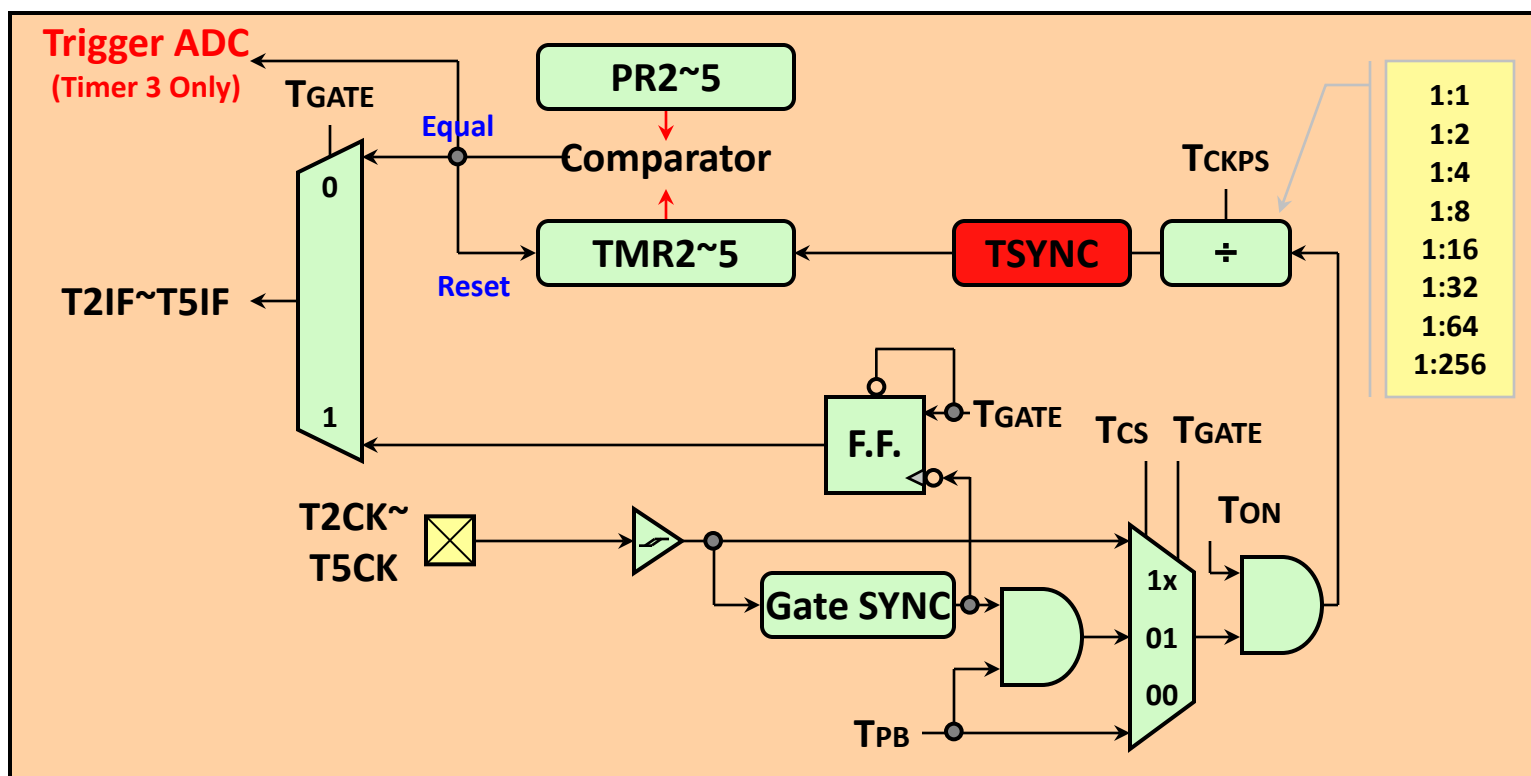 Trigger ADC
(Timer 3 Only)
TGATE
Equal
PR2~5
Comparator
0
TMR2~5
Reset
TSYNC
TCKPS
÷
1:1
1:2
1:4
1:8
1:16
1:32
1:64
1:256
T2IF~T5IF
1
F.F.
TGATE
TCS
TGATE
TON
T2CK~
T5CK
Gate SYNC
1x
01
00
TPB